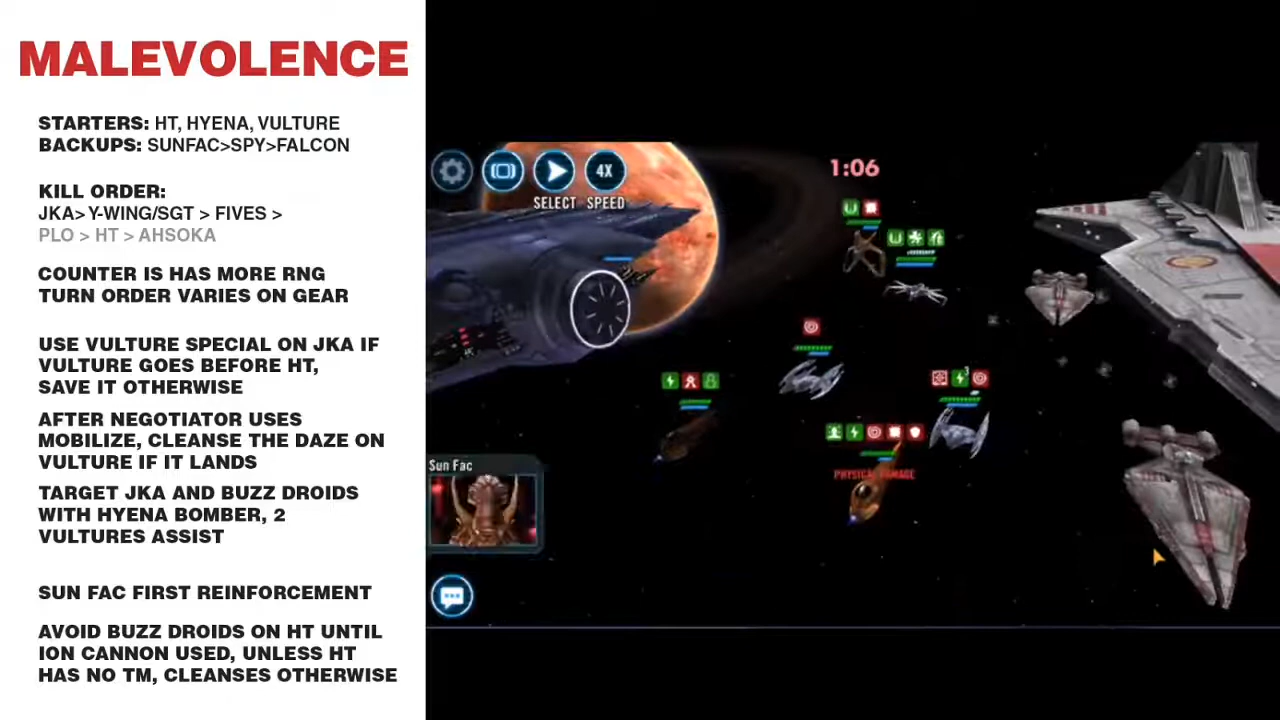 MALEVOLENCE
STARTERS: HT, HYENA, VULTURE
BACKUPS: SUNFAC>SPY>FALCON
KILL ORDER:
JKA> Y-WING/SGT > FIVES >
PLO > HT > AHSOKA
COUNTER IS HAS MORE RNG
TURN ORDER VARIES ON GEAR
USE VULTURE SPECIAL ON JKA IF
VULTURE GOES BEFORE HT,
SAVE IT OTHERWISE
AFTER NEGOTIATOR USES
MOBILIZE, CLEANSE THE DAZE ON
VULTURE IF IT LANDS
TARGET JKA AND BUZZ DROIDS
WITH HYENA BOMBER, 2
VULTURES ASSIST
SUN FAC FIRST REINFORCEMENT
AVOID BUZZ DROIDS ON HT UNTIL
ION CANNON USED, UNLESS HT
HAS NO TM, CLEANSES OTHERWISE
4X
SELECT SPEED
1:06
3
PHYSICAL DAMAGE
Sun Fac